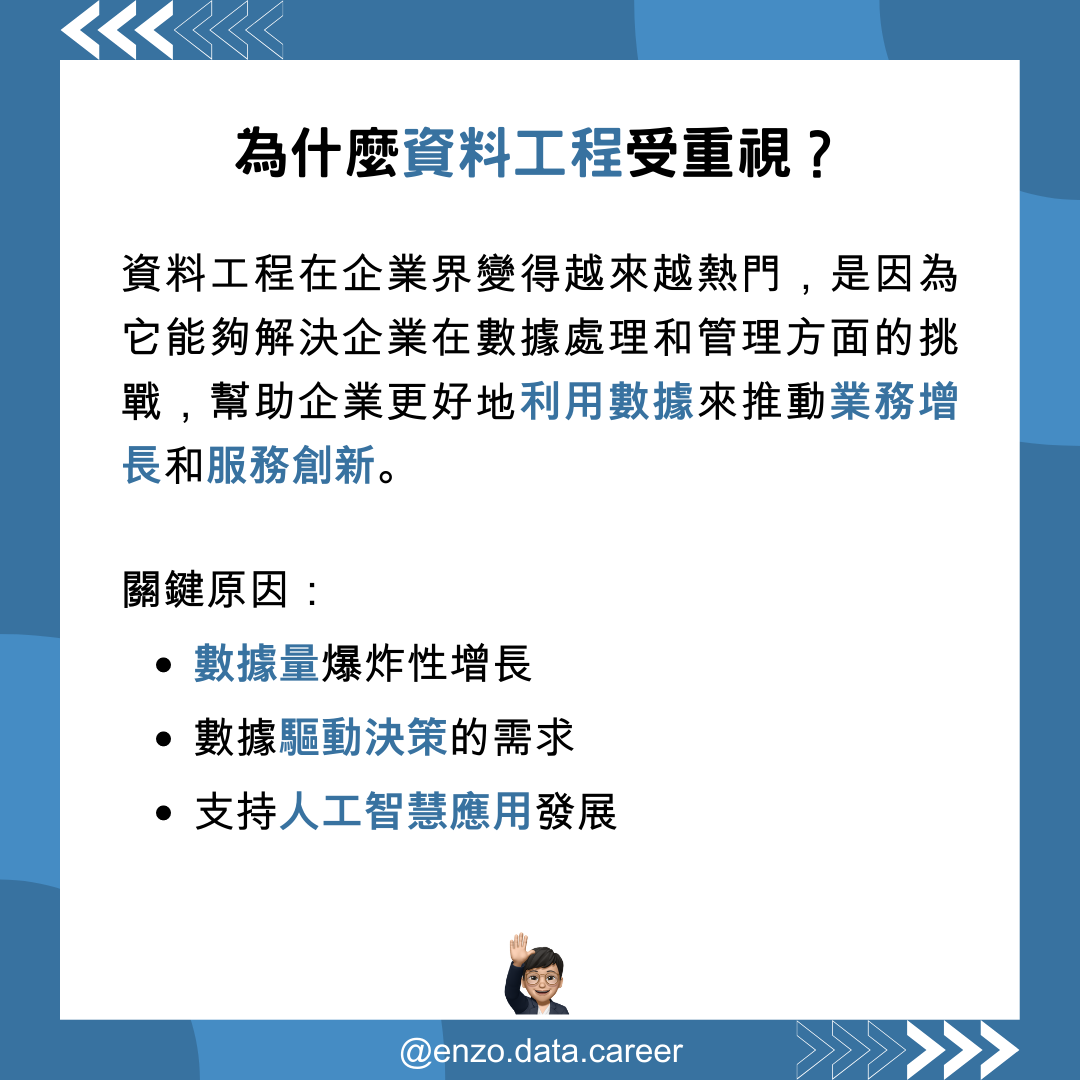 為什麼資料工程受重視？
資料工程在企業界變得越來越熱門，是因為
它能夠解決企業在數據處理和管理方面的挑
戰，幫助企業更好地利用數據來推動業務增
長和服務創新。
關鍵原因：
• 數據量爆炸性增長
• 數據驅動決策的需求
• 支持人工智慧應用發展
@enzo.data.career